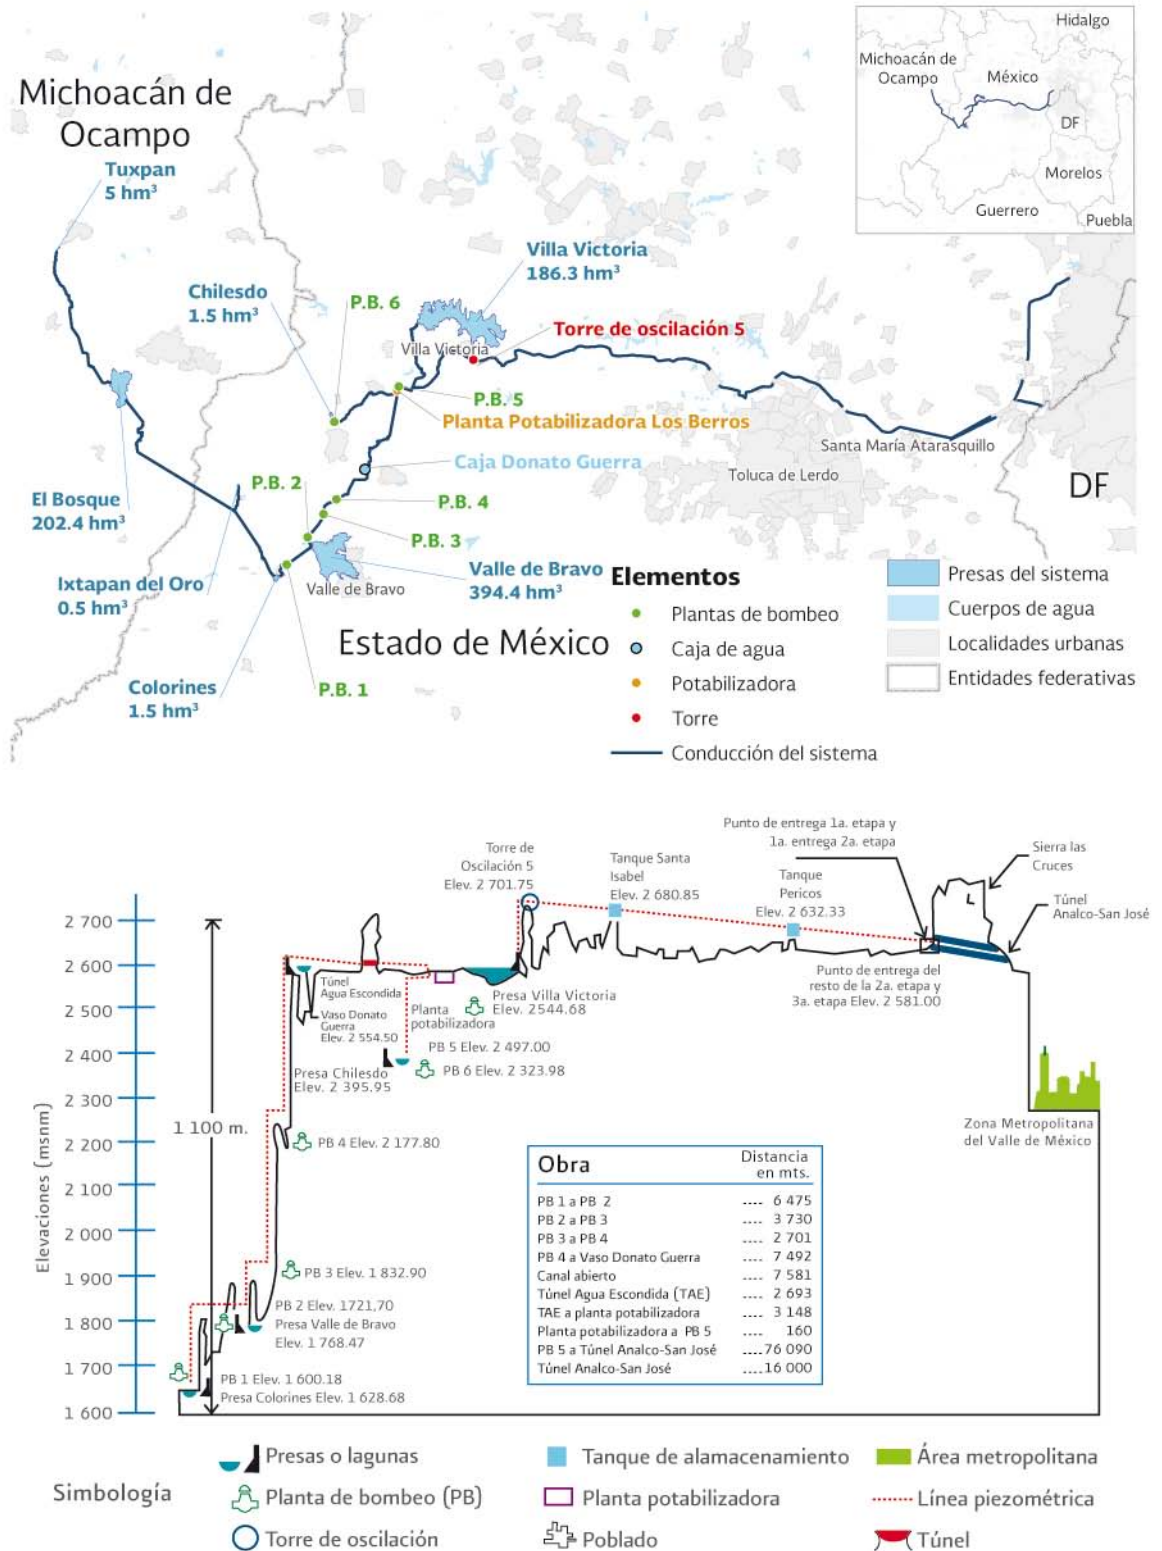 Hidalgo
Michoacán de
Ocampo
México
DF
Morelos
Guerrero
Puebla
Michoacán de
Ocampo
Tuxpan
5 hm³
Villa Victoria
186.3 hm³
Chilesdo
1.5 hm³
P.B. 6
Torre de oscilación 5
Villa Victoria
P.B. 5
Planta Potabilizadora Los Berros
Santa María Atarasquillo
Caja Donato Guerra
Toluca de Lerdo
P.B. 2
DF
El Bosque
202.4 hm³
P.B. 4
P.B. 3
Ixtapan del Oro
0.5 hm³
Valle de Bravo
394.4 hm³
Valle de Bravo
Estado de México
Colorines
1.5 hm³
P.B. 1
Elementos
Plantas de bombeo
Caja de agua
Potabilizadora
Torre
Conducción del sistema
Presas del sistema
Cuerpos de agua
Localidades urbanas
Entidades federativas
Punto de entrega 1a. etapa y
1a. entrega 2a. etapa
Sierra las
Cruces
Torre de
Oscilación 5
Elev. 2 701.75
Tanque Santa
Isabel
Elev. 2 680.85
Tanque
Pericos
Elev. 2 632.33
Túnel
Analco-San José
2 700
2 600
2 500
2 400
2 300
2 200
2 100
2 000
1 900
1 800
1 700
1 600
Elevaciones (msnm)
1 100 m.
Túnel
Agua Escondida
Vaso Donato
Guerra
Elev. 2 554.50
Planta
potabilizadora
Presa Villa Victoria
Elev. 2544.68
Punto de entrega del
resto de la 2a. etapa y
3a. etapa Elev. 2 581.00
PB 5 Elev. 2 497.00
Presa Chilesdo
Elev. 2 395.95
PB 6 Elev. 2 323.98
PB 4 Elev. 2 177.80
Zona Metropolitana
del Valle de México
PB 3 Elev. 1 832.90
PB 2 Elev. 1721,70
Presa Valle de Bravo
Elev. 1 768.47
PB 1 Elev. 1 600.18
Presa Colorines Elev. 1 628.68
Obra Distancia
en mts.
PB 1 a PB 2 .... 6 475
PB 2 a PB 3 .... 3 730
PB 3 a PB 4 .... 2 701
PB 4 a Vaso Donato Guerra .... 7 492
Canal abierto .... 7 581
Túnel Agua Escondida (TAE) .... 2 693
TAE a planta potabilizadora .... 3 148
Planta potabilizadora a PB 5 .... 160
PB 5 a Túnel Analco-San José ....76 090
Túnel Analco-San José ....16 000
Simbología
Presas o lagunas
Planta de bombeo (PB)
Torre de oscilación
Tanque de alamacenamiento
Planta potabilizadora
Poblado
Área metropolitana
Línea piezométrica
Túnel